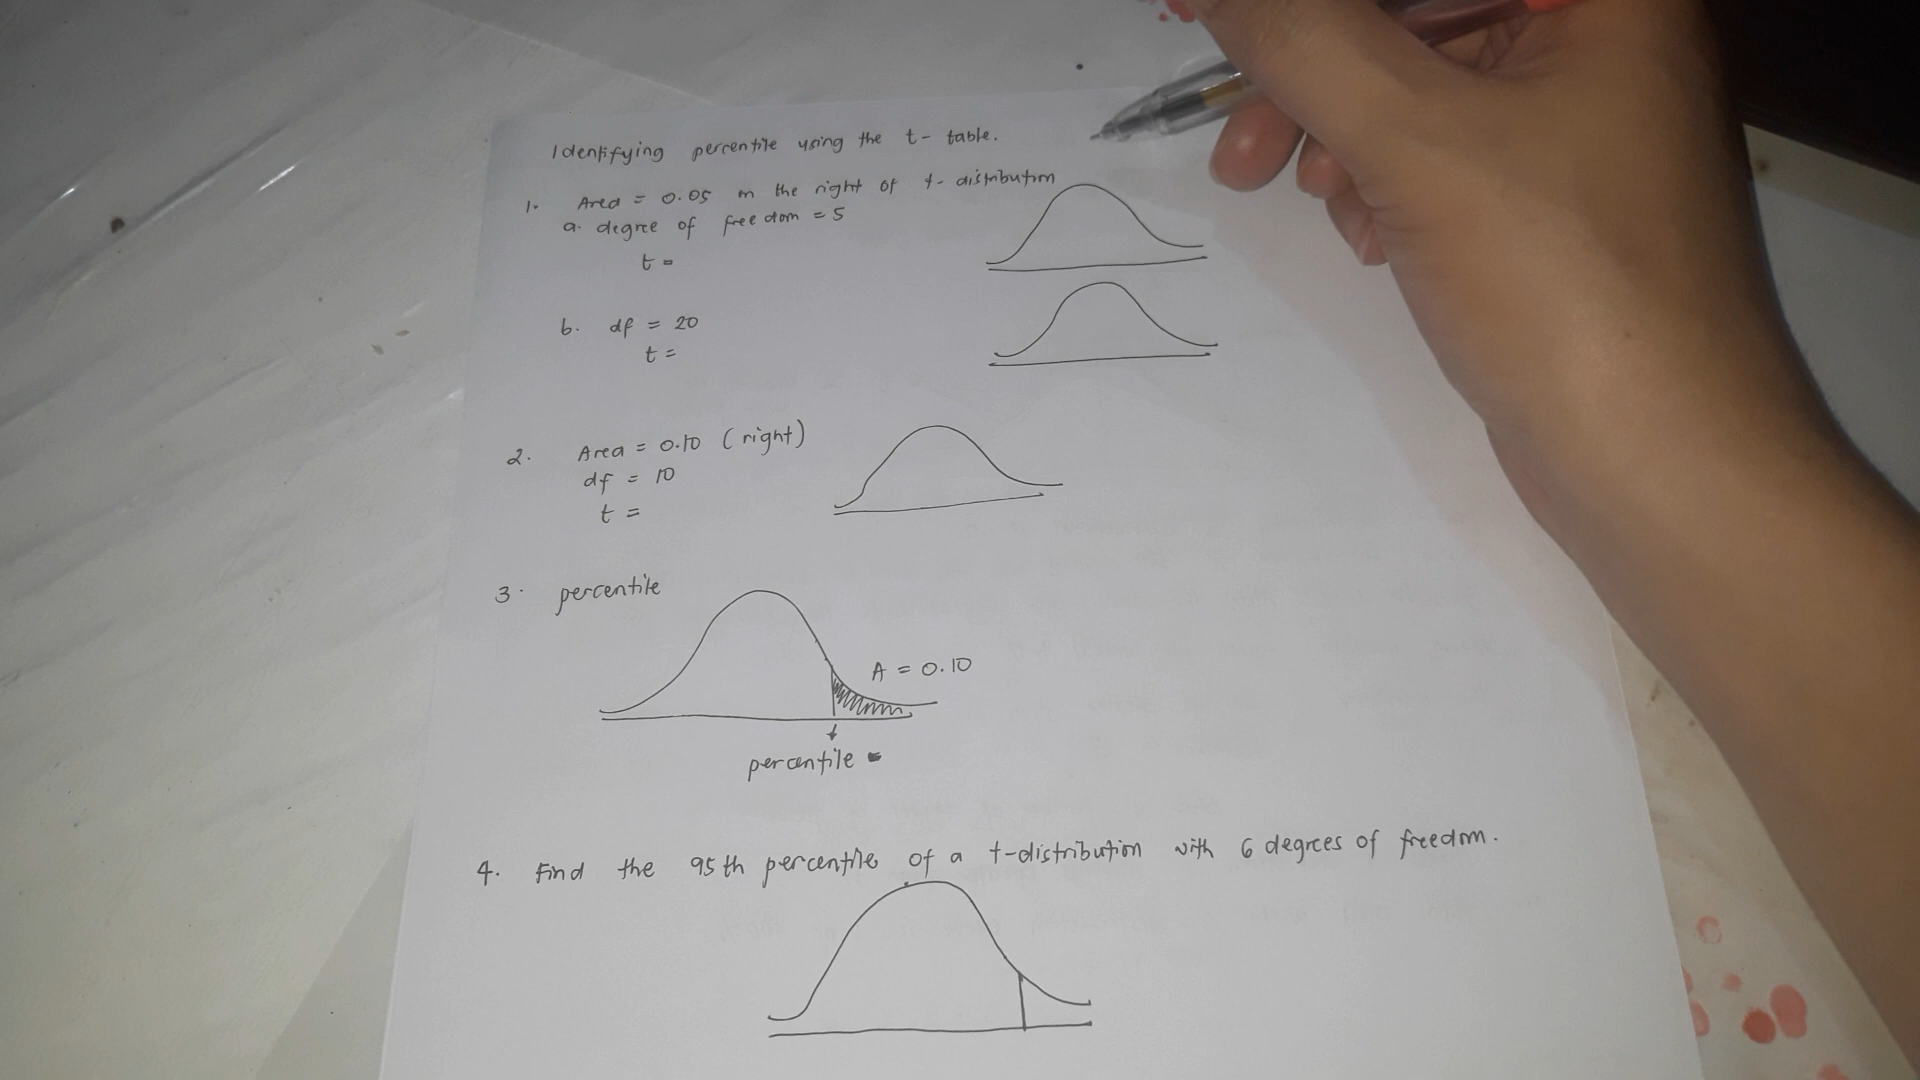 Identifying percentile using the t- table.
1. Area = 0.05 on the right of t- distribution
a. degree of freedom = 5
t =
b. df = 20
t =
2. Area = 0.10 (right)
df = 10
t =
3. percentile
A = 0.10
percentile =
4. Find the 95th percentile of a t-distribution with 6 degrees of freedom.